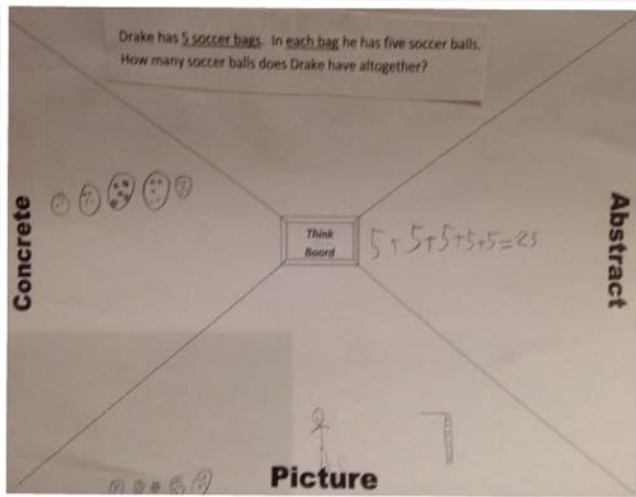 Drake has 5 soccer bags. In each bag he has five soccer balls.
How many soccer balls does Drake have altogether?
Concrete
Think
Board
5+5+5+5+5=25
Abstract
Picture